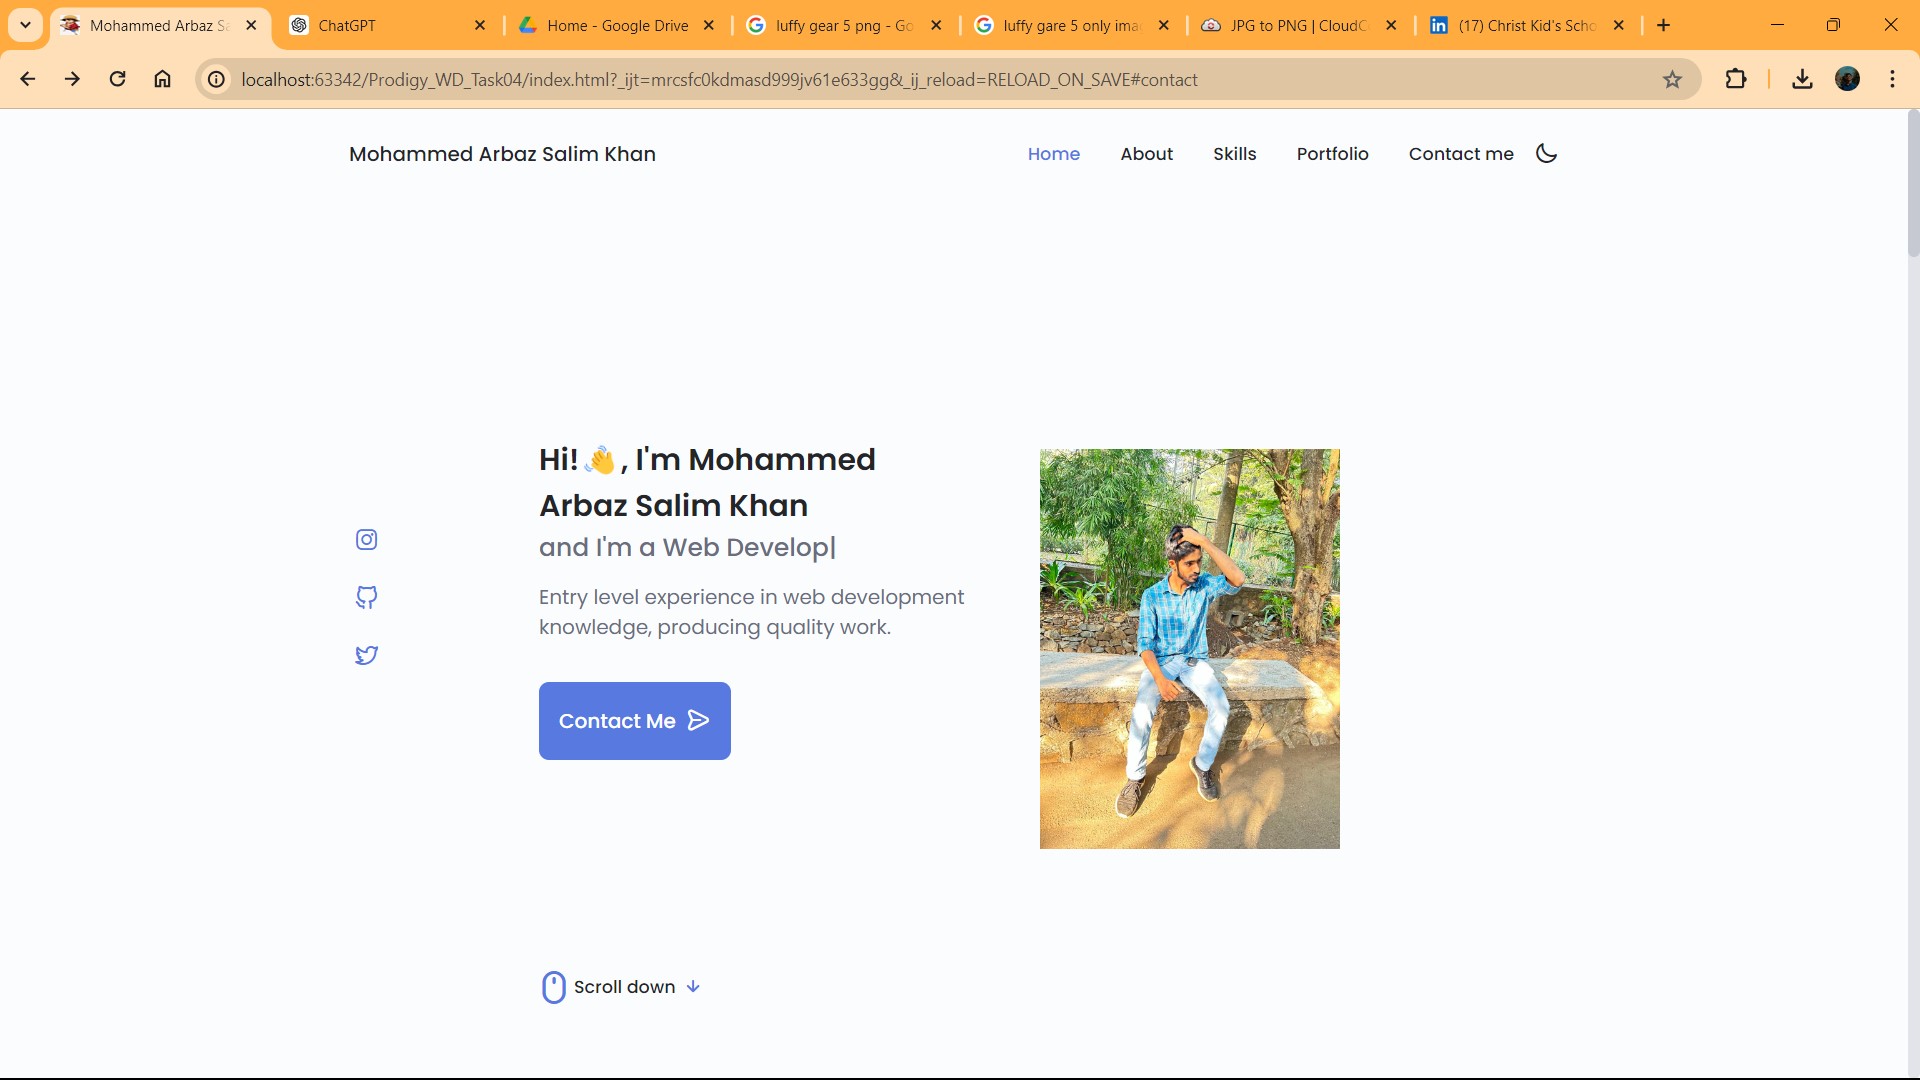 Mohammed Arbaz Sa
ChatGPT
Home - Google Drive
luffy gear 5 png - Go
luffy gare 5 only ima
JPG to PNG | CloudC
(17) Christ Kid's Scho
localhost:63342/Prodigy_WD_Task04/index.html?_ijt=mrcsfc0kdmasd999jv61e633gg&_ij_reload=RELOAD_ON_SAVE#contact
Mohammed Arbaz Salim Khan
Home
About
Skills
Portfolio
Contact me
Hi!👋, I'm Mohammed
Arbaz Salim Khan
and I'm a Web Develop|
Entry level experience in web development
knowledge, producing quality work.
Contact Me
Scroll down